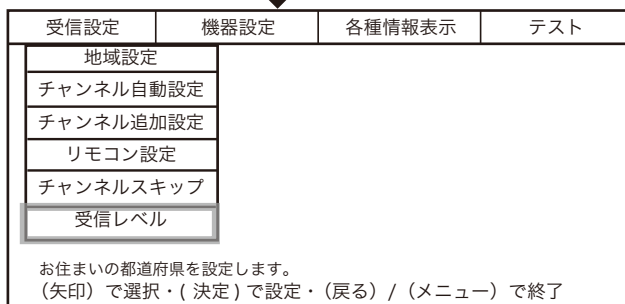 受信設定 機器設定 各種情報表示 テスト
地域設定
チャンネル自動設定
チャンネル追加設定
リモコン設定
チャンネルスキップ
受信レベル
お住まいの都道府県を設定します。
（矢印）で選択・( 決定 ) で設定・（戻る）/（メニュー）で終了